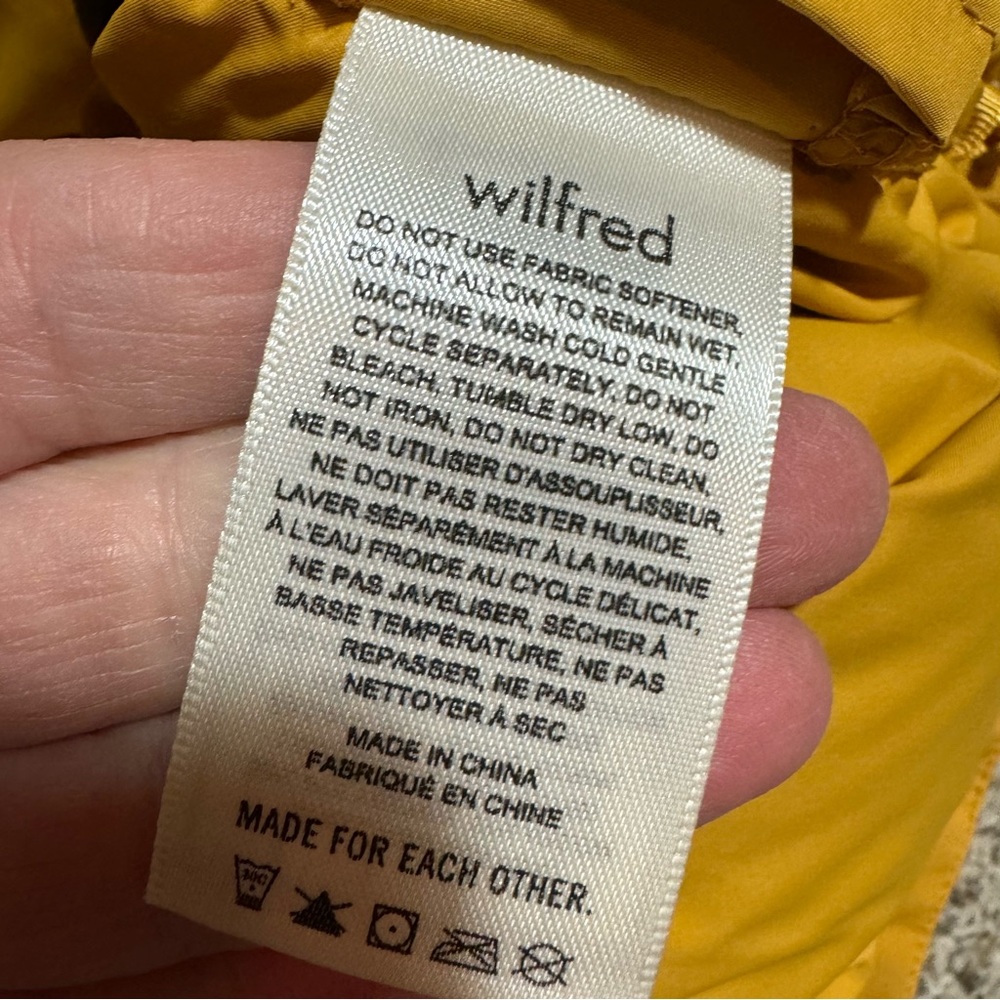 wilfred
DO NOT USE FABRIC SOFTENER,
DO NOT ALLOW TO REMAIN WET,
MACHINE WASH COLD GENTLE
CYCLE SEPARATELY, DO NOT
BLEACH, TUMBLE DRY LOW, DO
NOT IRON, DO NOT DRY CLEAN,
NE PAS UTILISER D'ASSOUPLISSEUR,
NE DOIT PAS RESTER HUMIDE,
LAVER SÉPARÉMENT À LA MACHINE
À L'EAU FROIDE AU CYCLE DÉLICAT,
NE PAS JAVELISER, SÉCHER À
BASSE TEMPÉRATURE, NE PAS
REPASSER, NE PAS
NETTOYER À SEC
MADE IN CHINA
FABRIQUÉ EN CHINE
MADE FOR EACH OTHER.
30C